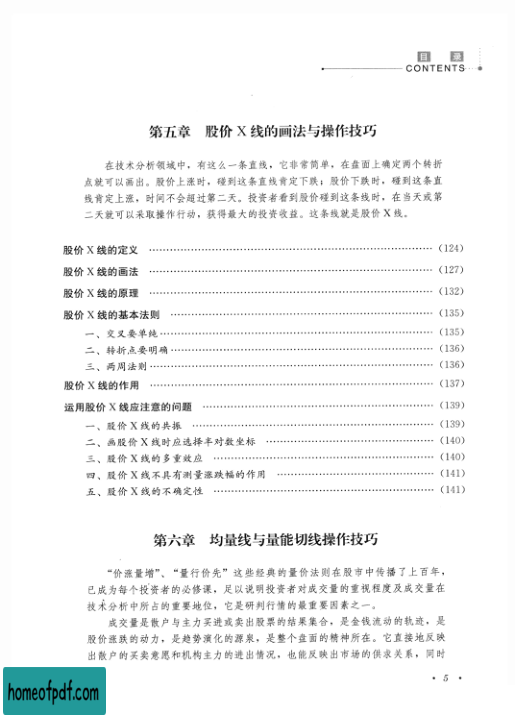 目 录
CONTENTS
第五章 股价 X 线的画法与操作技巧
在技术分析领域中，有这么一条直线，它非常简单，在盘面上确定两个转折
点就可以画出。股价上涨时，碰到这条直线肯定下跌；股价下跌时，碰到这条直
线肯定上涨，时间不会超过第二天。投资者看到股价碰到这条线时，在当天或第
二天就可以采取操作行动，获得最大的投资收益。这条线就是股价 X 线。
股价 X 线的定义 ……………………………………………… (124)
股价 X 线的画法 ……………………………………………… (127)
股价 X 线的原理 ……………………………………………… (132)
股价 X 线的基本法则 ……………………………………………… (135)
一、交叉要单纯 ……………………………………………… (135)
二、转折点要明确 ……………………………………………… (136)
三、两周法则 ……………………………………………… (136)
股价 X 线的作用 ……………………………………………… (137)
运用股价 X 线应注意的问题 ……………………………………………… (139)
一、股价 X 线的共振 ……………………………………………… (139)
二、画股价 X 线时应选择半对数坐标 ……………………………………………… (140)
三、股价 X 线的多重效应 ……………………………………………… (140)
四、股价 X 线不具有测量涨跌幅的作用 ……………………………………………… (141)
五、股价 X 线的不确定性 ……………………………………………… (141)
第六章 均量线与量能切线操作技巧
“价涨量增”、“量行价先”这些经典的量价法则在股市中传播了上百年，
已成为每个投资者的必修课，足以说明投资者对成交量的重视程度及成交量在
技术分析中所占的重要地位，它是研判行情的最重要因素之一。
成交量是散户与主力买进或卖出股票的结果集合，是金钱流动的轨迹，是
股价涨跌的动力，是趋势演化的源泉，是整个盘面的精神所在。它直接地反映
出散户的买卖意愿和机构主力的进出情况，也能反映出市场的供求关系，同时
· 5 ·
homeofpdf.com